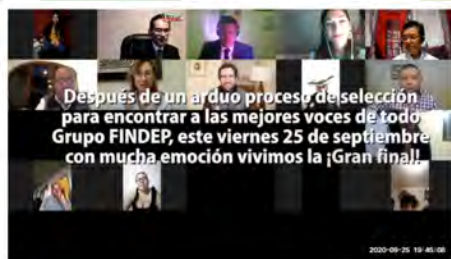 Después de un arduo proceso de selección
para encontrar a las mejores voces de todo
Grupo FINDEP, este viernes 25 de septiembre
con mucha emoción vivimos la ¡Gran final!
2020-09-25 19:45:08